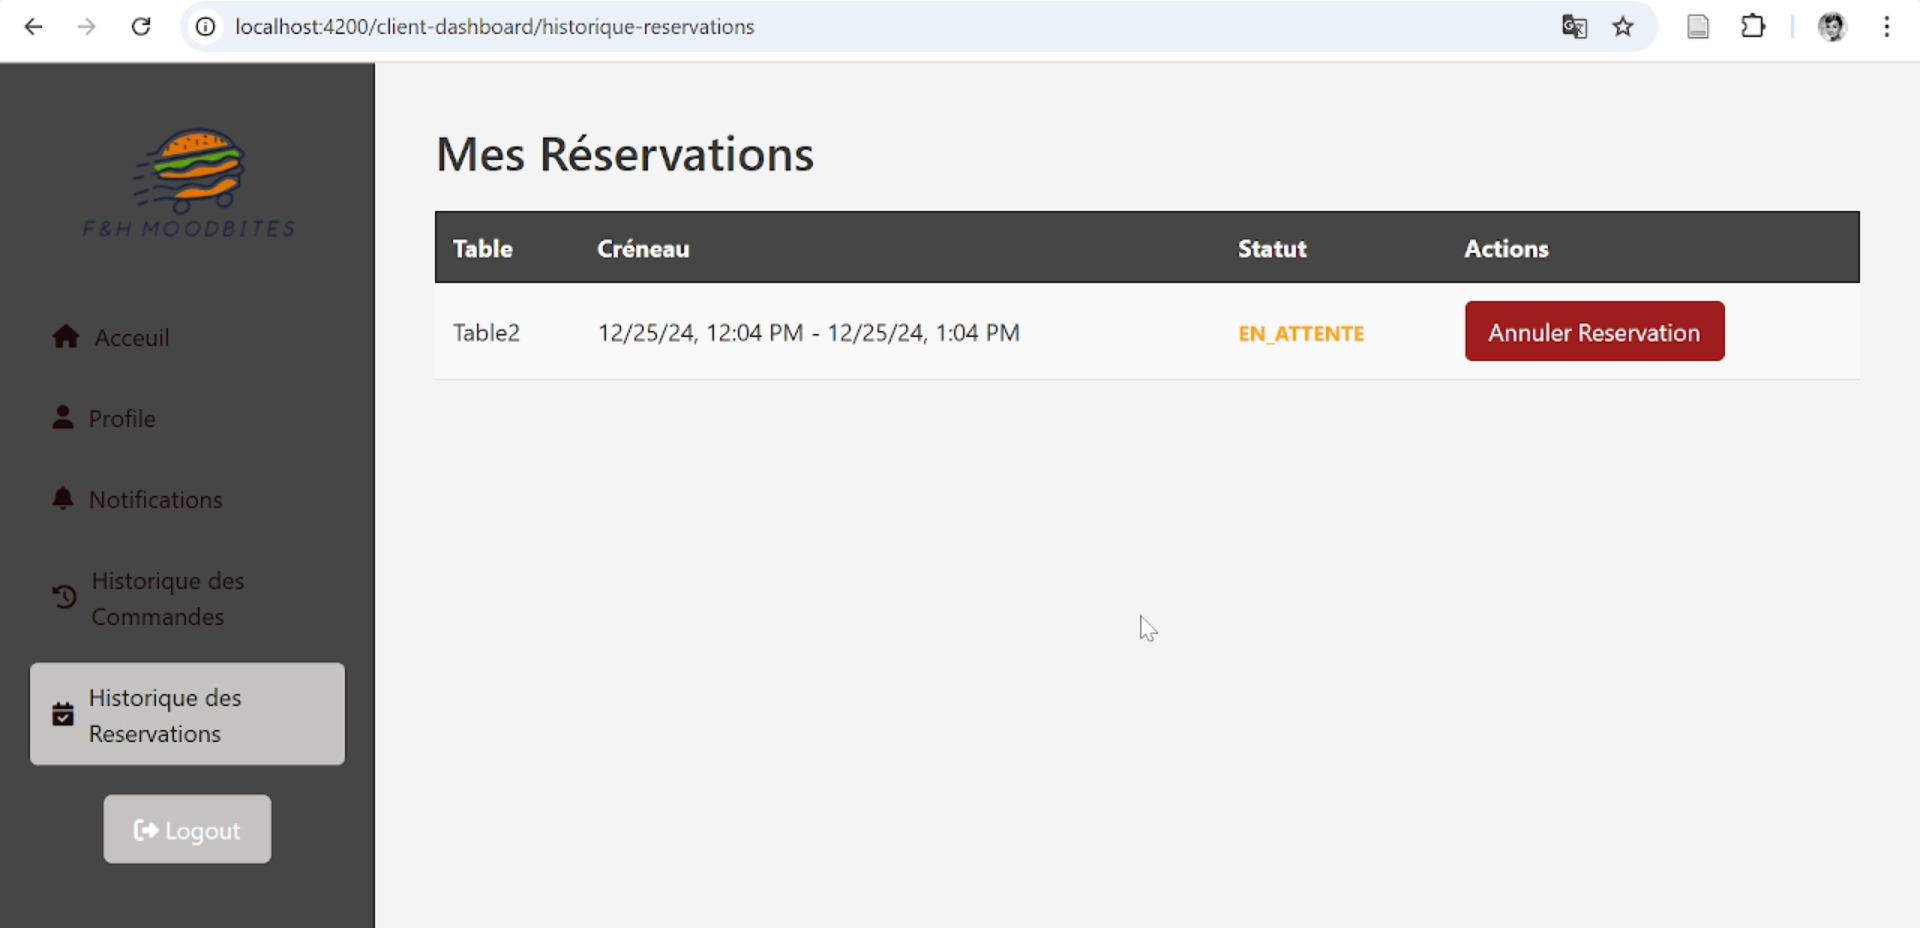 localhost:4200/client-dashboard/historique-reservations
F&H MOODBITES
Acceuil
Profile
Notifications
Historique des
Commandes
Historique des
Reservations
Logout
Mes Réservations
Table Créneau Statut Actions
Table2 12/25/24, 12:04 PM - 12/25/24, 1:04 PM EN_ATTENTE Annuler Reservation